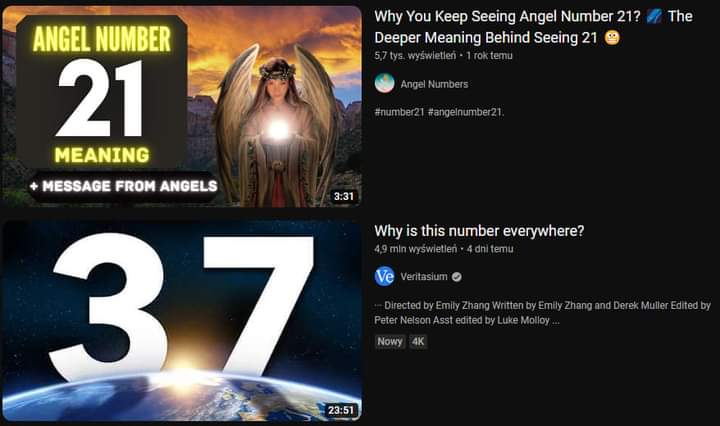 ANGEL NUMBER
21
MEANING
+ MESSAGE FROM ANGELS
3:31
Why You Keep Seeing Angel Number 21? 🌌 The
Deeper Meaning Behind Seeing 21 😬
5,7 tys. wyświetleń • 1 rok temu
Angel Numbers
#number21 #angelnumber21.
37
23:51
Why is this number everywhere?
4,9 mln wyświetleń • 4 dni temu
Ve Veritasium
··· Directed by Emily Zhang Written by Emily Zhang and Derek Muller Edited by
Peter Nelson Asst edited by Luke Molloy ...
Nowy 4K